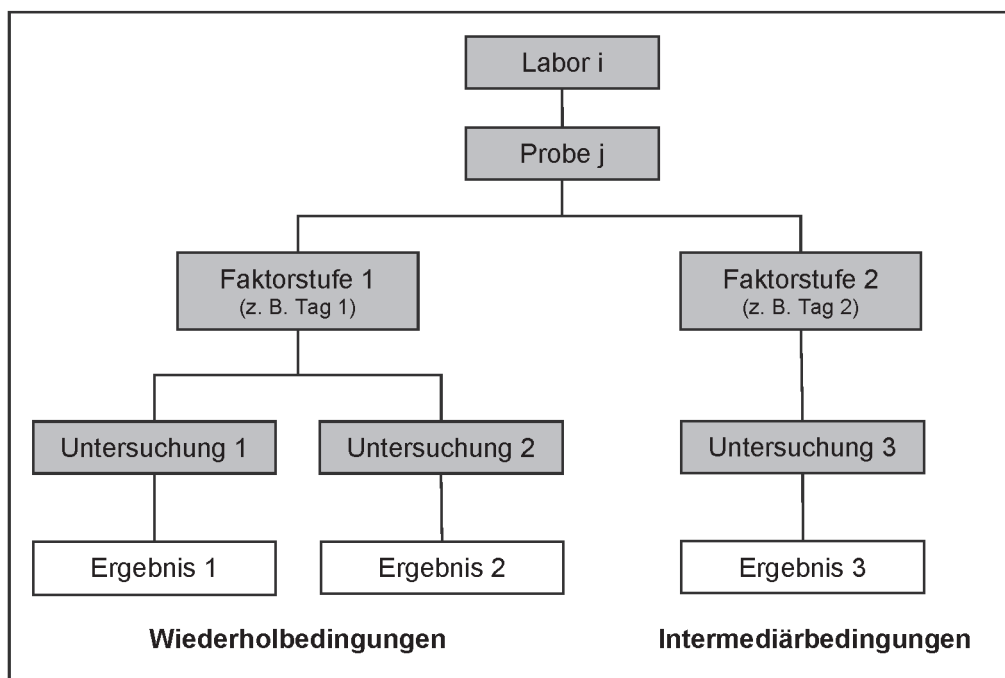 Labor i
Probe j
Faktorstufe 1
(z. B. Tag 1)
Faktorstufe 2
(z. B. Tag 2)
Untersuchung 1
Untersuchung 2
Untersuchung 3
Ergebnis 1
Ergebnis 2
Ergebnis 3
Wiederholbedingungen
Intermediärbedingungen